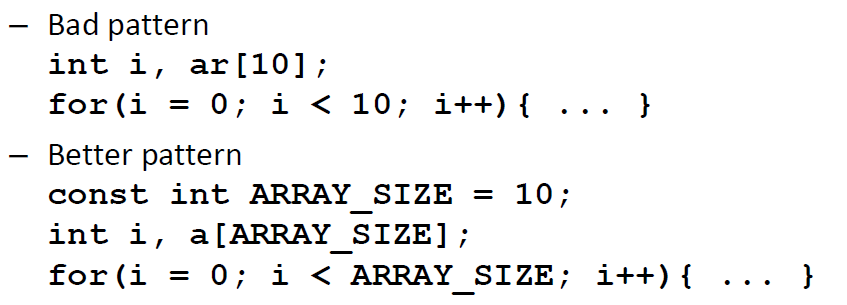 – Bad pattern
int i, ar[10];
for(i = 0; i < 10; i++){ ... }
– Better pattern
const int ARRAY_SIZE = 10;
int i, a[ARRAY_SIZE];
for(i = 0; i < ARRAY_SIZE; i++){ ... }